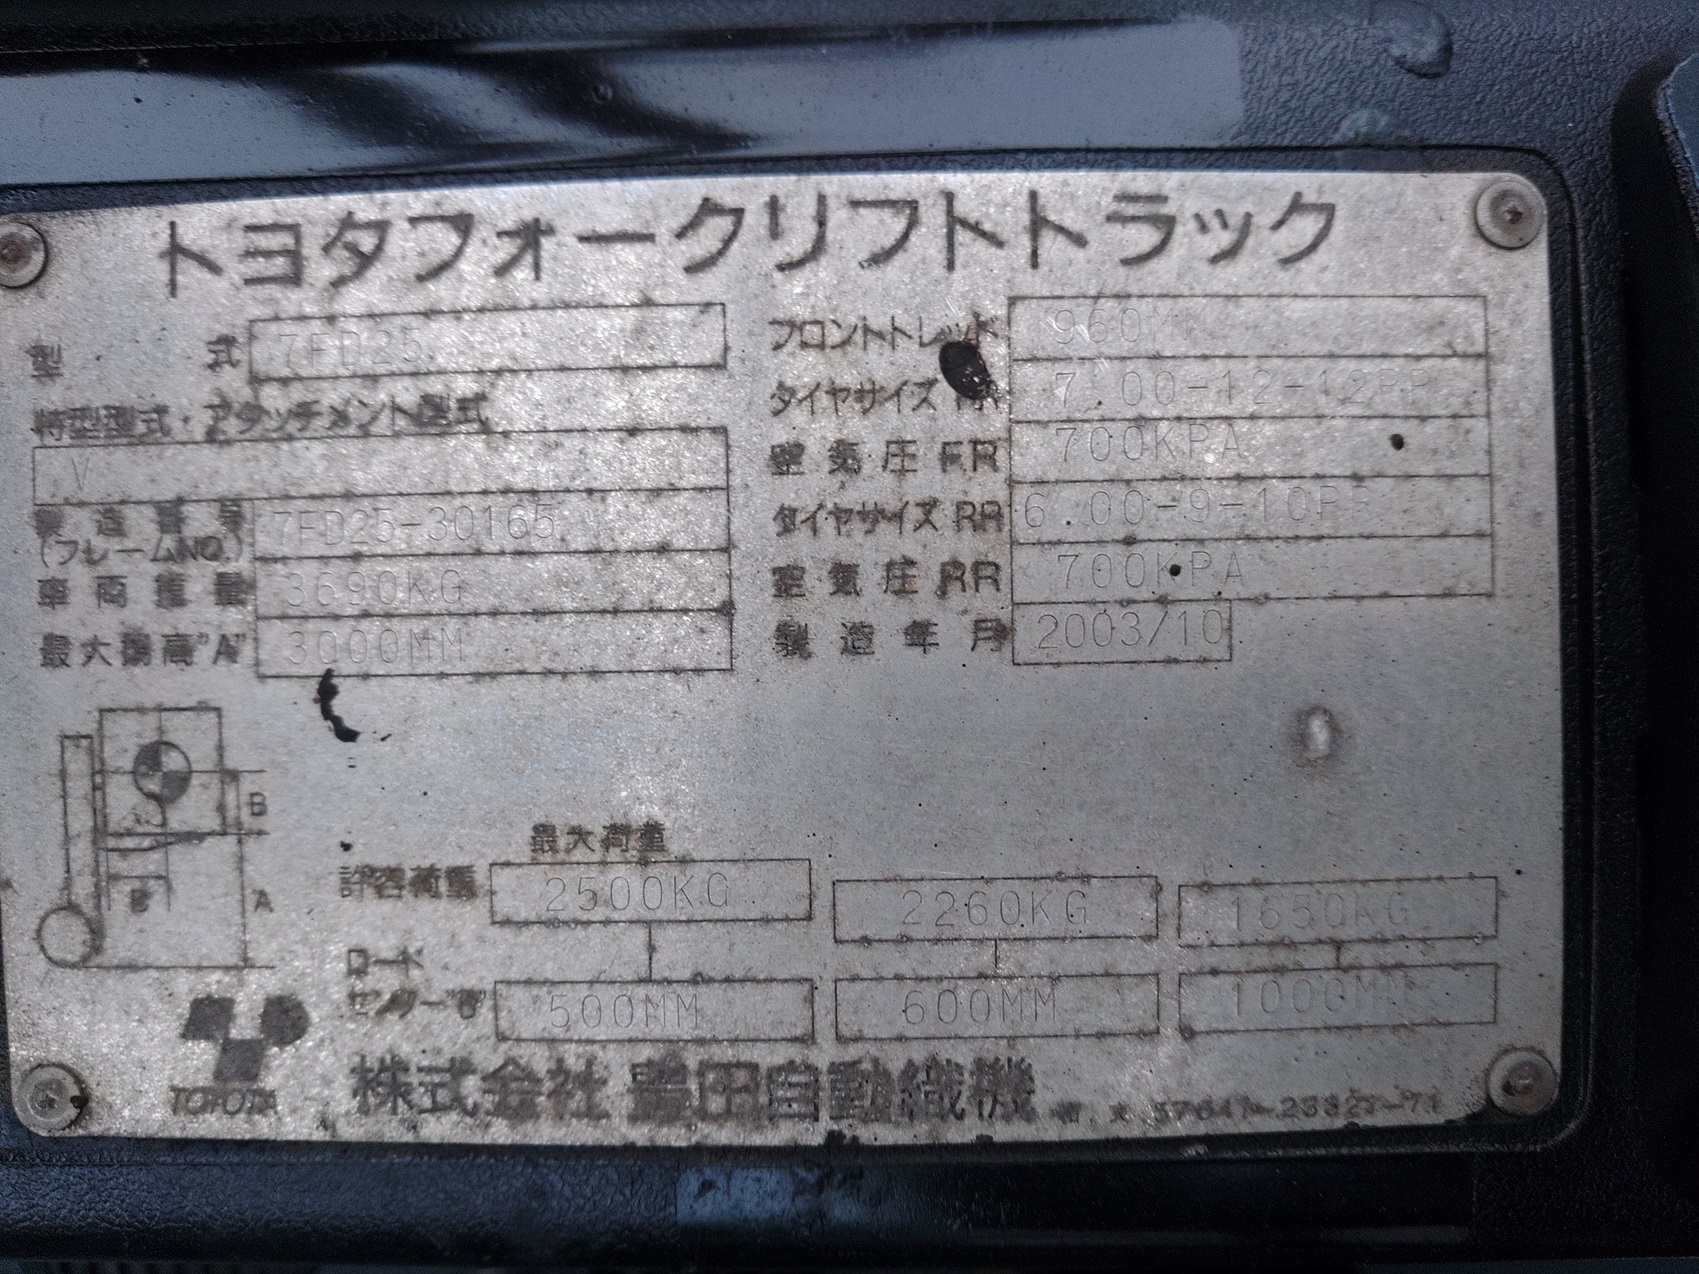 トヨタフォークリフトトラック
型 式 7FD25
特型型式・アタッチメント型式
V
製造番号 7FD25-30165
(フレームNO.)
車両重量 3690KG
最大揚高"A" 3000MM
フロントトレッド 960MM
タイヤサイズ FR 7.00-12-12PR
空気圧 FR 700KPA
タイヤサイズ RR 6.00-9-10PR
空気圧 RR 700KPA
製造年月 2003/10
B
B
A
最大荷重
許容荷重 2500KG 2260KG 1650KG
ロード
センター"B" 500MM 600MM 1000MM
TOYOTA
株式会社 豊田自動織機